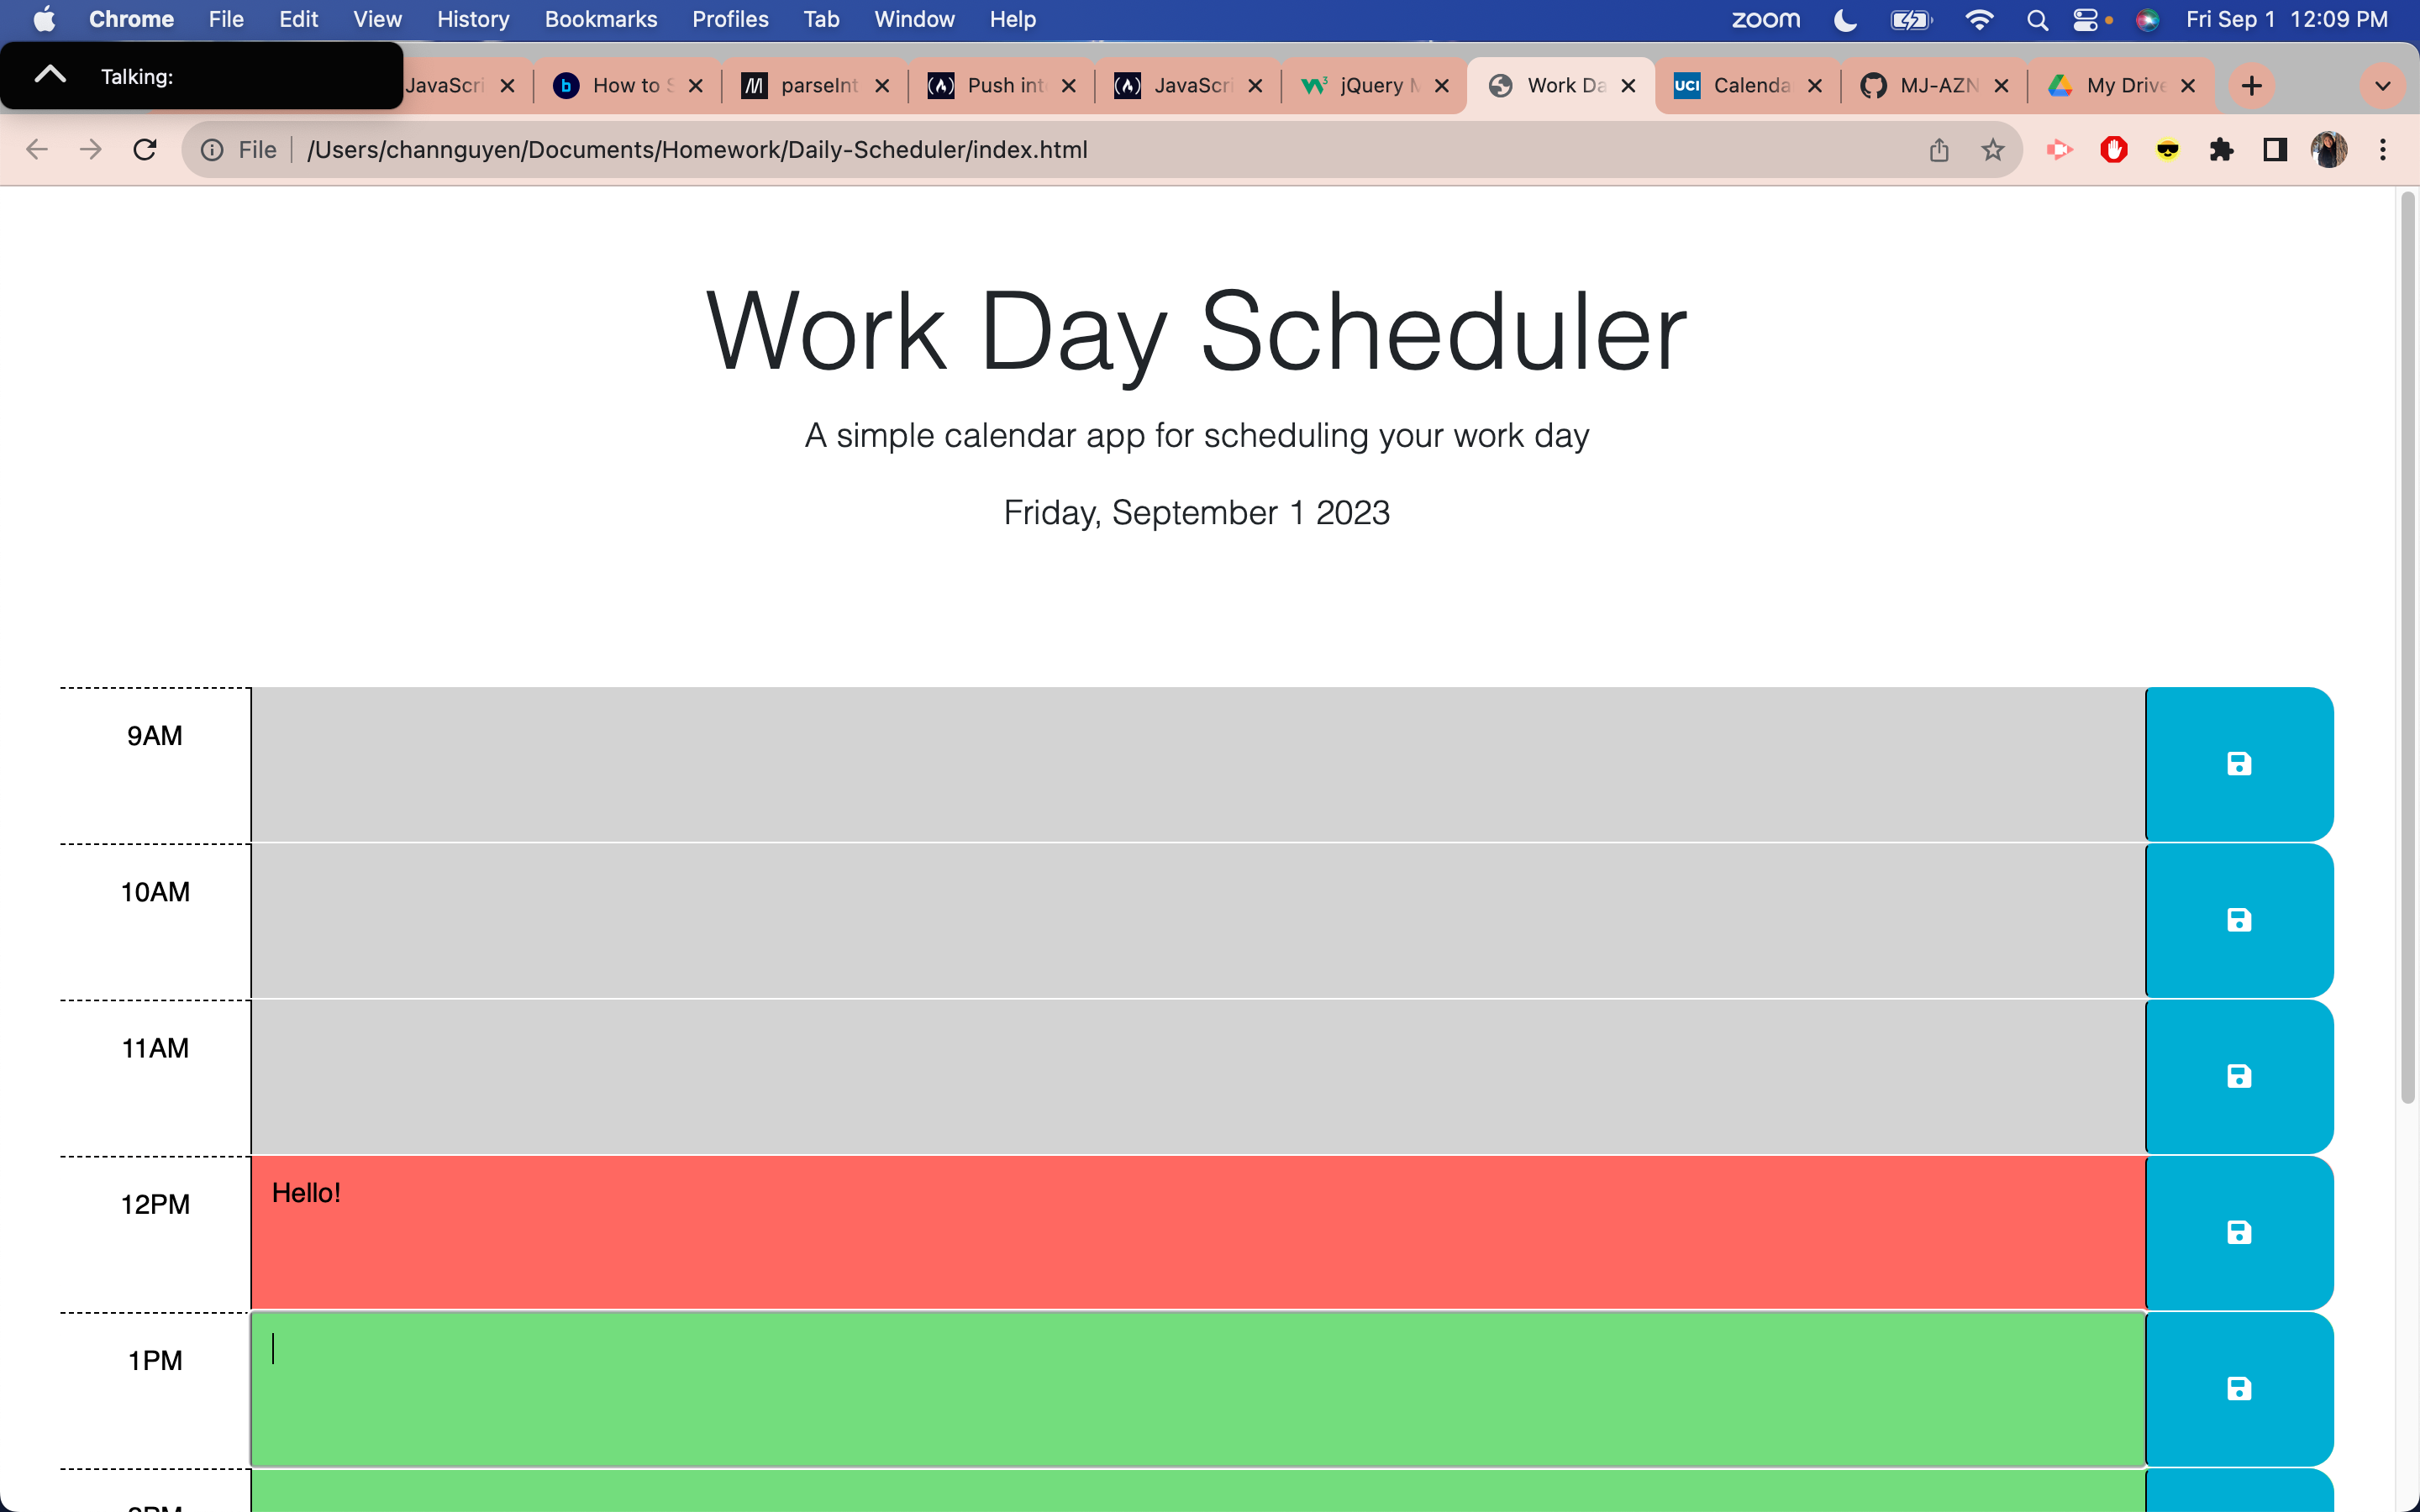 Chrome File Edit View History Bookmarks Profiles Tab Window Help zoom Fri Sep 1 12:09 PM
Talking:
JavaScri How to S parseInt Push int JavaScri jQuery M Work Da UCI Calenda MJ-AZN My Drive
File /Users/channguyen/Documents/Homework/Daily-Scheduler/index.html
Work Day Scheduler
A simple calendar app for scheduling your work day
Friday, September 1 2023
9AM
10AM
11AM
12PM Hello!
1PM